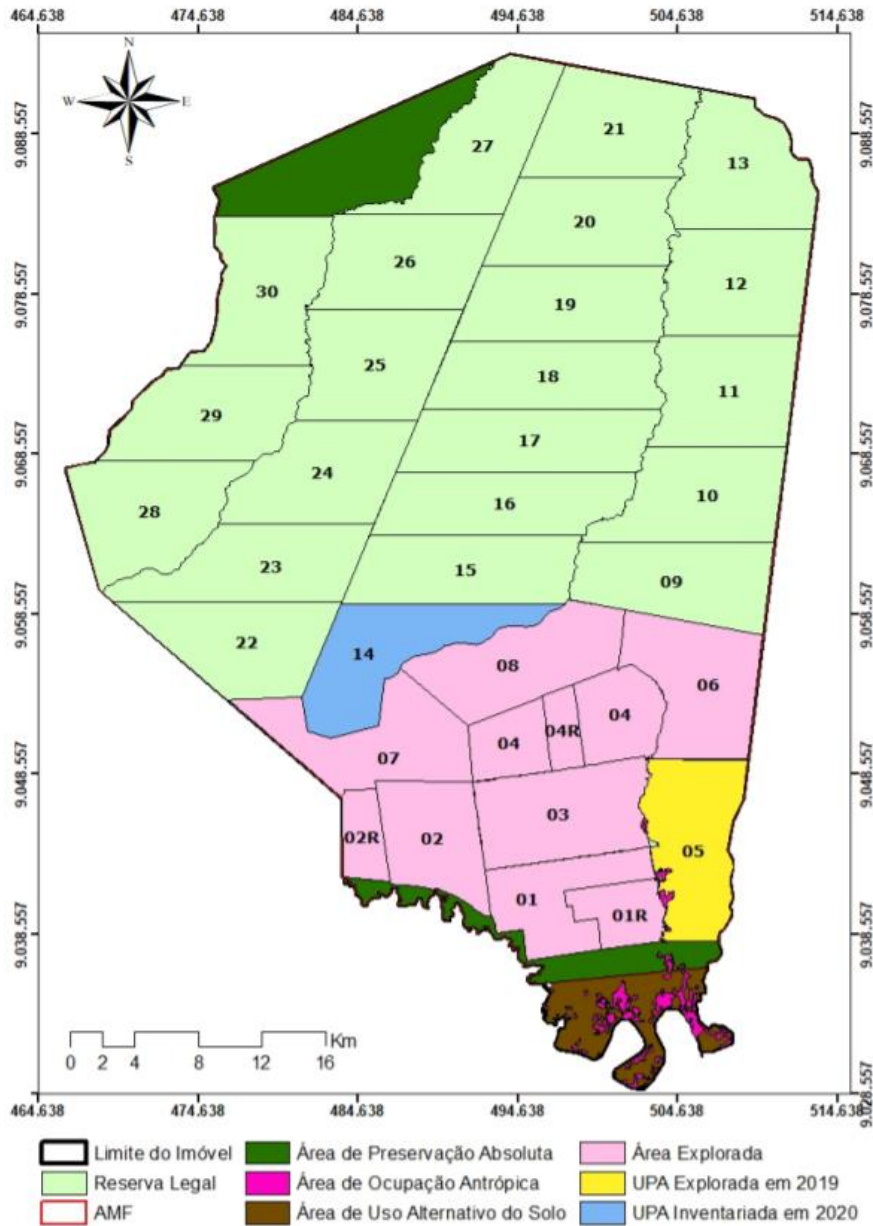 464.638 474.638 484.638 494.638 504.638 514.638
N
W E
S
9.088.557 9.088.557
27 21 13
20
26
12
30 9.078.557 9.078.557
19
25 18 11
29
17
9.068.557 9.068.557
24
28 16 10
23 15 09
9.058.557 9.058.557
22 14
08 06
04 04R 04
07
9.048.557 9.048.557
03
02R 02 05
01 01R
9.038.557 9.038.557
Km
0 2 4 8 12 16
9.028.557 9.028.557
464.638 474.638 484.638 494.638 504.638 514.638
Limite do Imóvel Área de Preservação Absoluta Área Explorada
Reserva Legal Área de Ocupação Antrópica UPA Explorada em 2019
AMF Área de Uso Alternativo do Solo UPA Inventariada em 2020